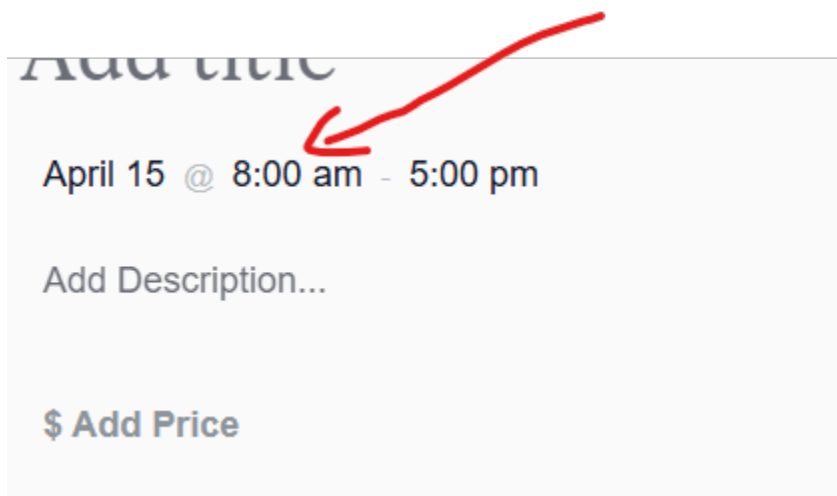 Add title
April 15 @ 8:00 am - 5:00 pm
Add Description...
$ Add Price